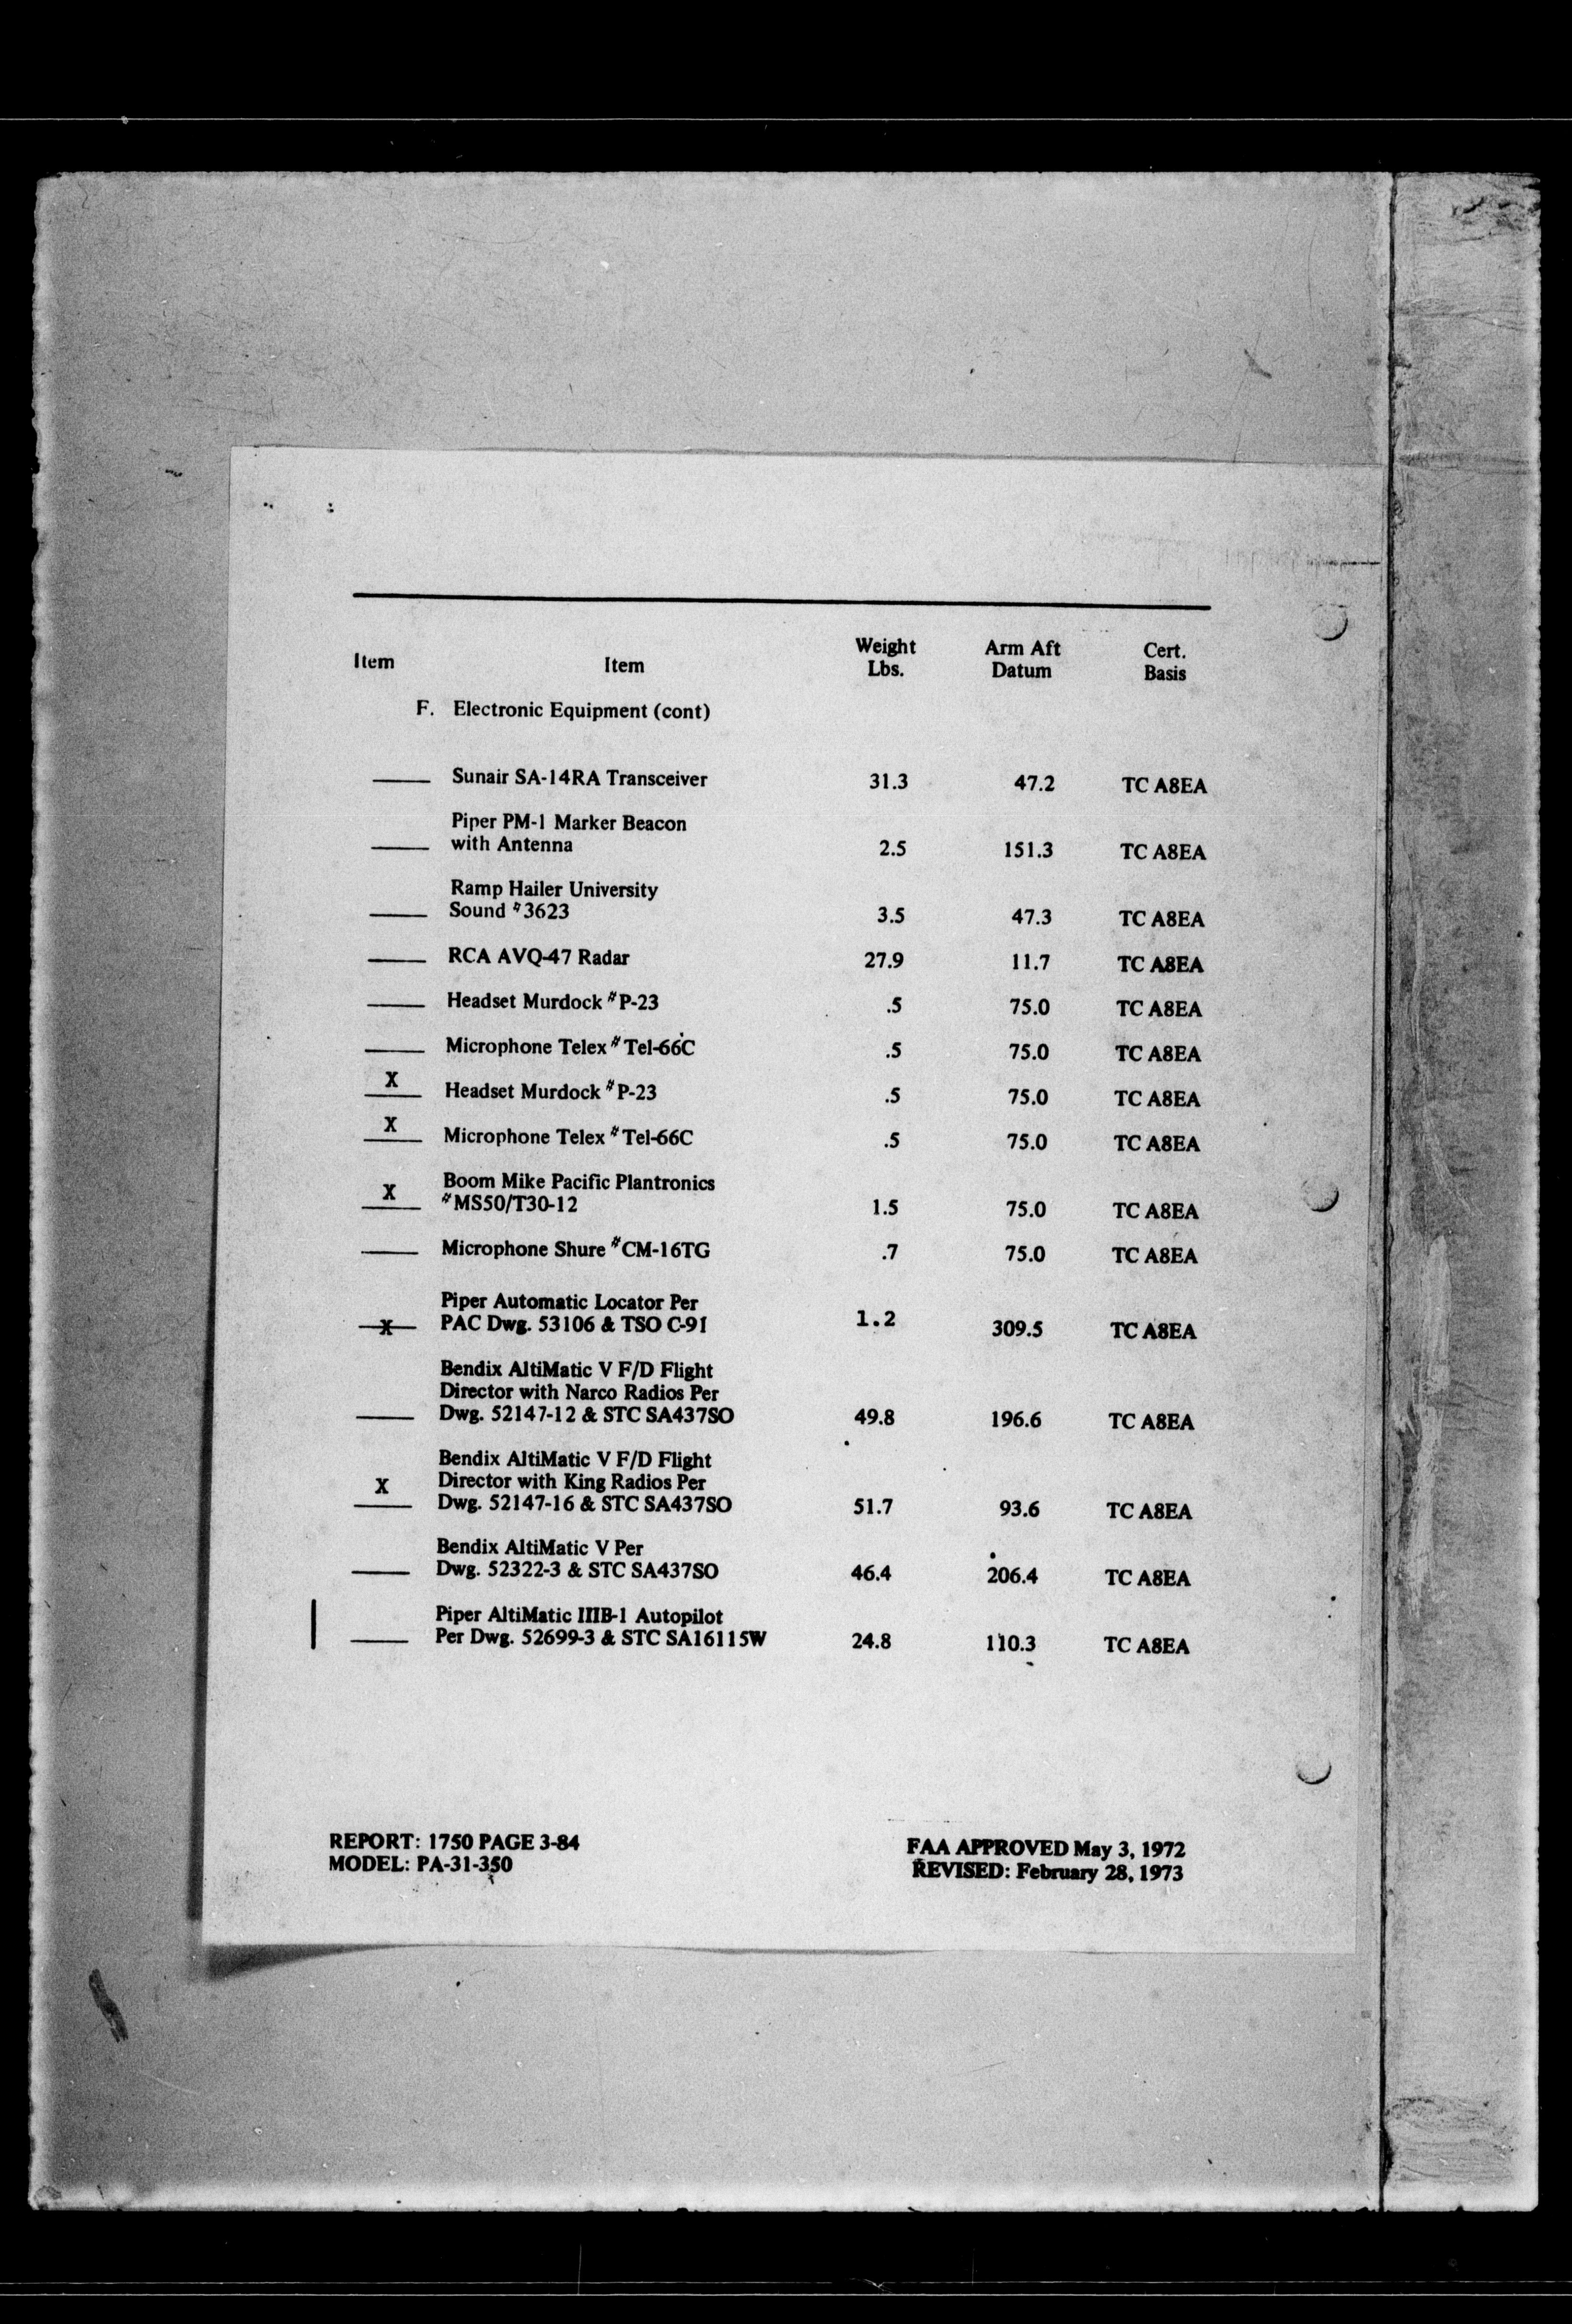 Item Item Weight Lbs. Arm Aft Datum Cert. Basis
F. Electronic Equipment (cont)
____ Sunair SA-14RA Transceiver 31.3 47.2 TC A8EA
Piper PM-1 Marker Beacon
____ with Antenna 2.5 151.3 TC A8EA
Ramp Hailer University
____ Sound #3623 3.5 47.3 TC A8EA
____ RCA AVQ-47 Radar 27.9 11.7 TC A8EA
____ Headset Murdock #P-23 .5 75.0 TC A8EA
____ Microphone Telex #Tel-66C .5 75.0 TC A8EA
X Headset Murdock #P-23 .5 75.0 TC A8EA
X Microphone Telex #Tel-66C .5 75.0 TC A8EA
Boom Mike Pacific Plantronics
X #MS50/T30-12 1.5 75.0 TC A8EA
____ Microphone Shure #CM-16TG .7 75.0 TC A8EA
Piper Automatic Locator Per
X PAC Dwg. 53106 & TSO C-91 1.2 309.5 TC A8EA
Bendix AltiMatic V F/D Flight
Director with Narco Radios Per
____ Dwg. 52147-12 & STC SA437SO 49.8 196.6 TC A8EA
Bendix AltiMatic V F/D Flight
X Director with King Radios Per
Dwg. 52147-16 & STC SA437SO 51.7 93.6 TC A8EA
Bendix AltiMatic V Per
____ Dwg. 52322-3 & STC SA437SO 46.4 206.4 TC A8EA
Piper AltiMatic IIIB-1 Autopilot
____ Per Dwg. 52699-3 & STC SA16115W 24.8 110.3 TC A8EA
REPORT: 1750 PAGE 3-84 FAA APPROVED May 3, 1972
MODEL: PA-31-350 REVISED: February 28, 1973